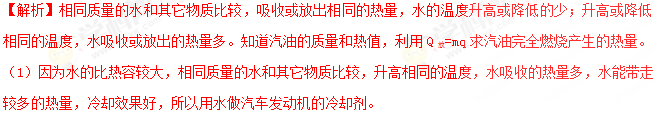 【解析】相同质量的水和其它物质比较，吸收或放出相同的热量，水的温度升高或降低的少；升高或降低
相同的温度，水吸收或放出的热量多。知道汽油的质量和热值，利用Q放=mq求汽油完全燃烧产生的热量。
（1）因为水的比热容较大，相同质量的水和其它物质比较，升高相同的温度，水吸收的热量多，水能带走
较多的热量，冷却效果好，所以用水做汽车发动机的冷却剂。